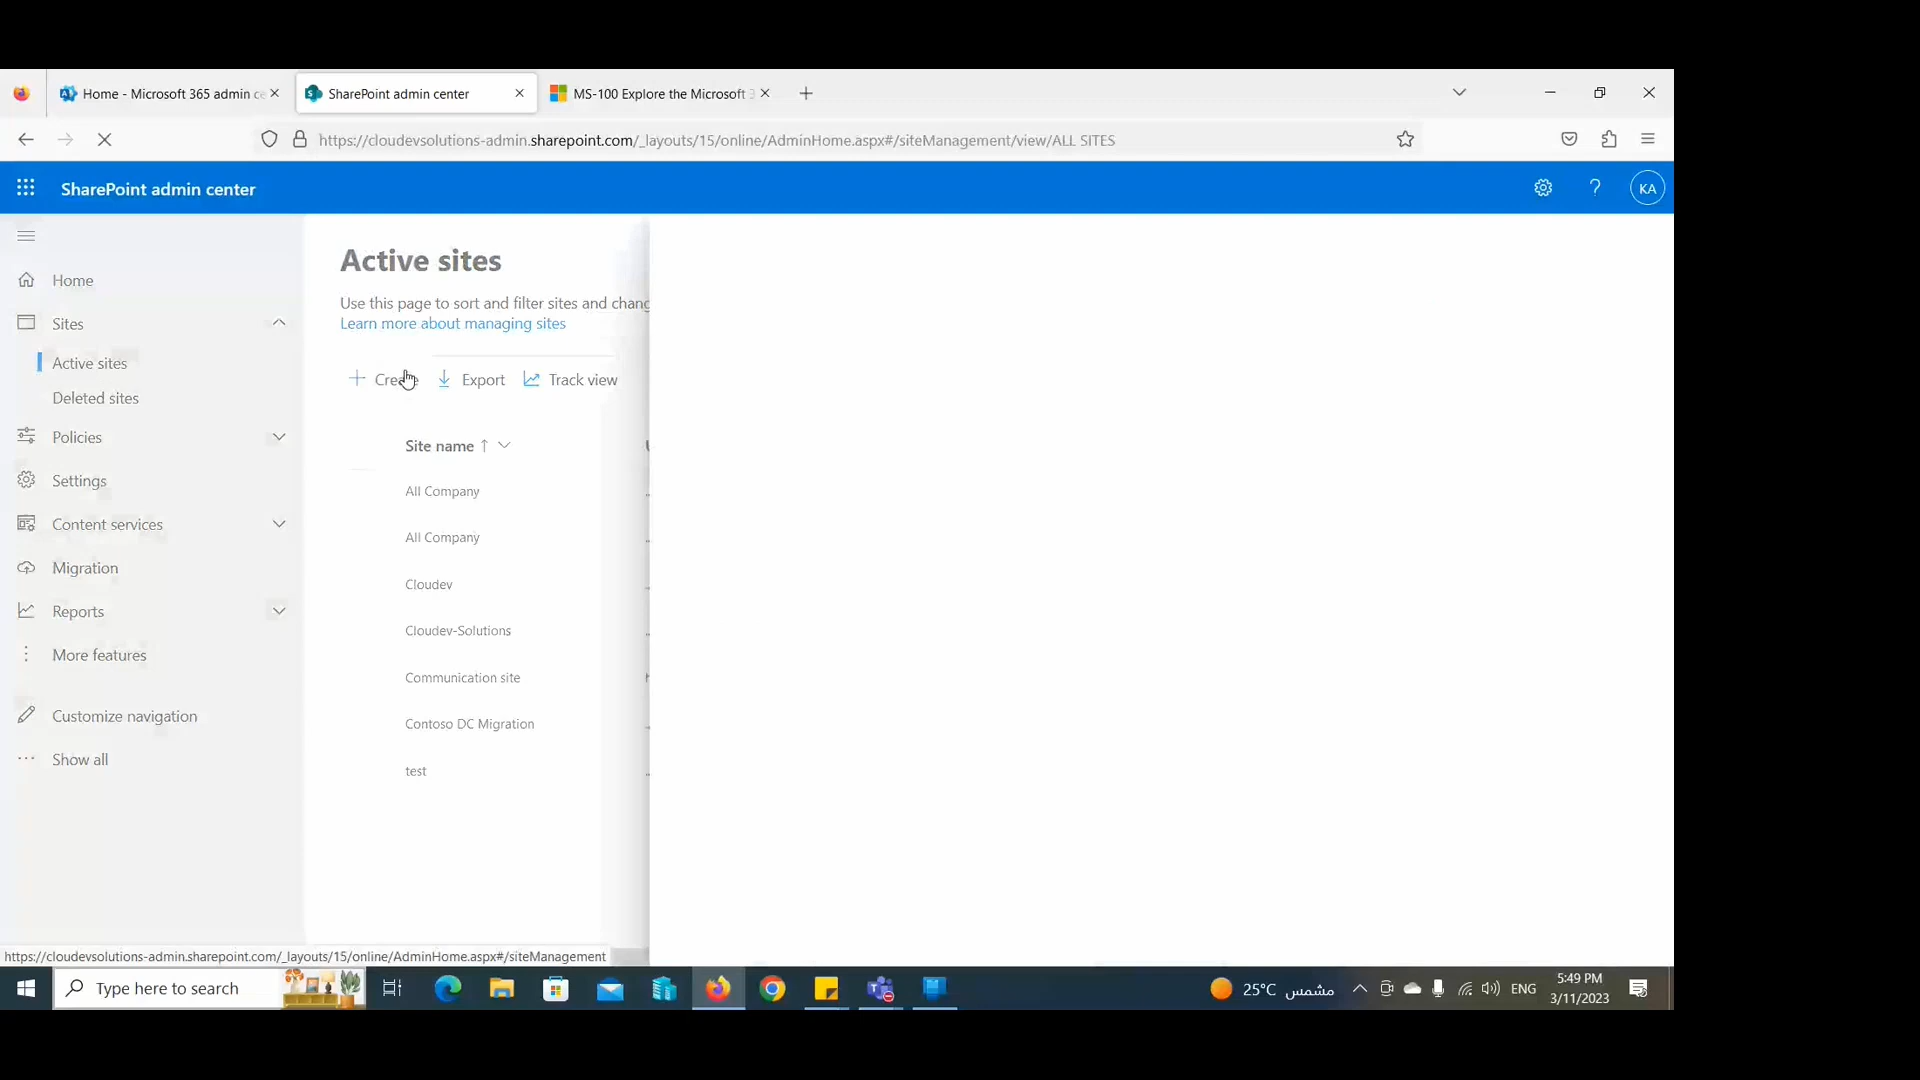 Home - Microsoft 365 admin ce
SharePoint admin center
MS-100 Explore the Microsoft 3
https://cloudevsolutions-admin.sharepoint.com/_layouts/15/online/AdminHome.aspx#/siteManagement/view/ALL SITES
SharePoint admin center
KA
Home
Sites
Active sites
Deleted sites
Policies
Settings
Content services
Migration
Reports
More features
Customize navigation
Show all
Active sites
Use this page to sort and filter sites and chang
Learn more about managing sites
Create
Export
Track view
Site name
All Company
All Company
Cloudev
Cloudev-Solutions
Communication site
Contoso DC Migration
test
https://cloudevsolutions-admin.sharepoint.com/_layouts/15/online/AdminHome.aspx#/siteManagement
Type here to search
25°C مشمس
ENG
5:49 PM
3/11/2023